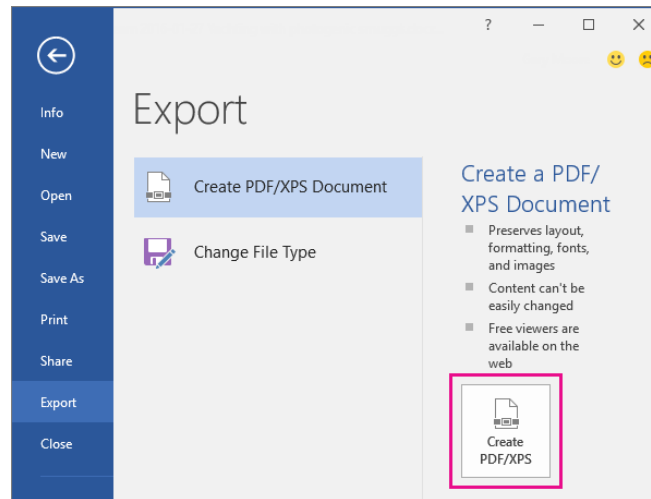 ?
Info
New
Open
Save
Save As
Print
Share
Export
Close
Export
Create PDF/XPS Document
Change File Type
Create a PDF/
XPS Document
Preserves layout,
formatting, fonts,
and images
Content can't be
easily changed
Free viewers are
available on the
web
Create
PDF/XPS